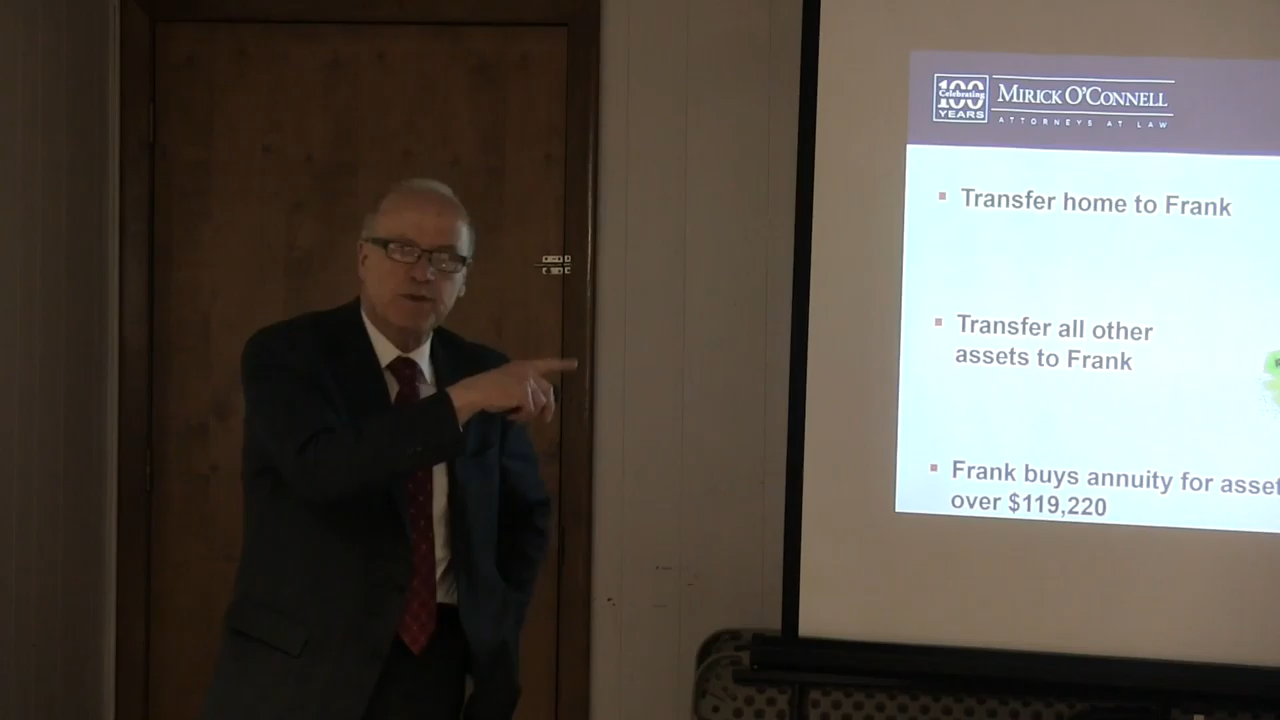 Celebrating
100
YEARS
MIRICK O'CONNELL
ATTORNEYS AT LAW
Transfer home to Frank
Transfer all other
assets to Frank
Frank buys annuity for asset
over $119,220